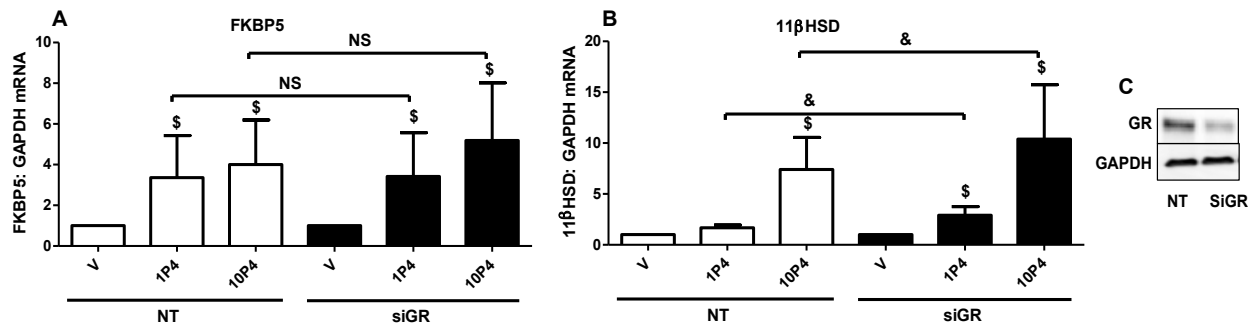 A
FKBP5
FKBP5: GAPDH mRNA
10
8
6
4
2
0
NS
NS
$
$
$
$
V
1P4
10P4
V
1P4
10P4
NT
siGR
B
11βHSD
11βHSD: GAPDH mRNA
20
15
10
5
0
&
&
$
$
$
V
1P4
10P4
V
1P4
10P4
NT
siGR
C
GR
GAPDH
NT SiGR